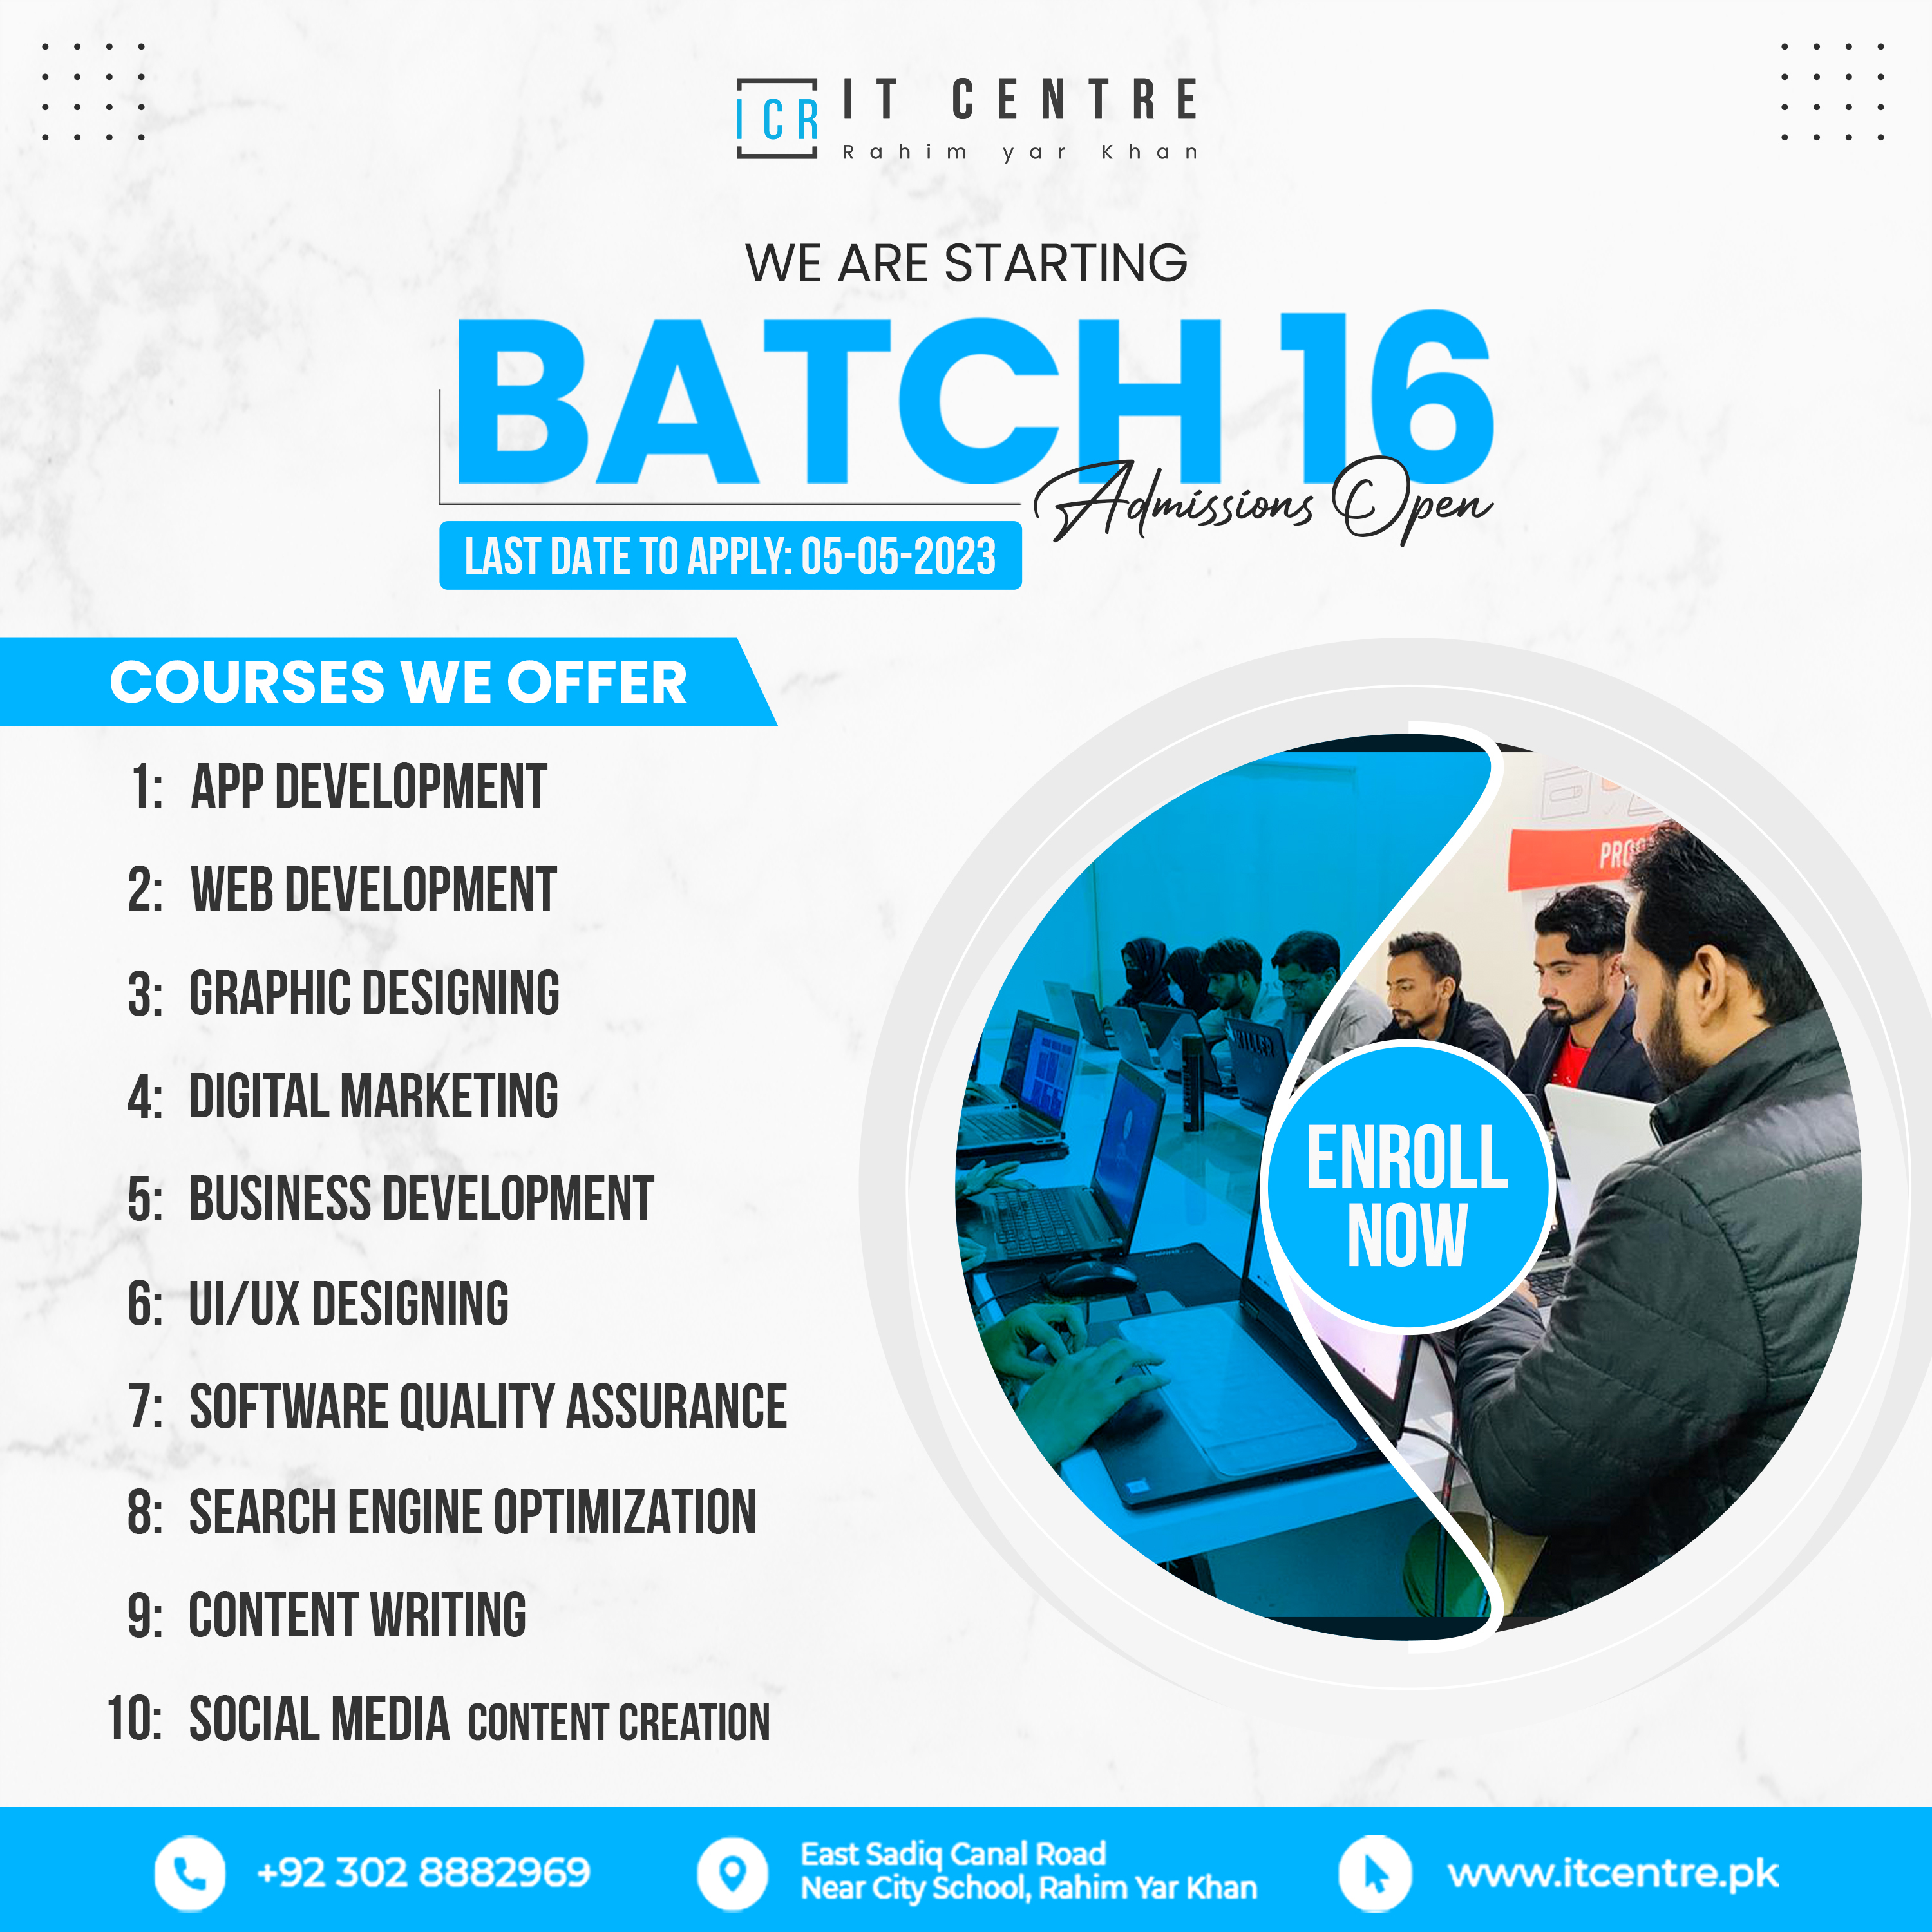 ICR
IT CENTRE
Rahim yar Khan
WE ARE STARTING
BATCH 16
Admissions Open
LAST DATE TO APPLY: 05-05-2023
COURSES WE OFFER
1: APP DEVELOPMENT
2: WEB DEVELOPMENT
3: GRAPHIC DESIGNING
4: DIGITAL MARKETING
5: BUSINESS DEVELOPMENT
6: UI/UX DESIGNING
7: SOFTWARE QUALITY ASSURANCE
8: SEARCH ENGINE OPTIMIZATION
9: CONTENT WRITING
10: SOCIAL MEDIA CONTENT CREATION
ENROLL
NOW
+92 302 8882969
East Sadiq Canal Road
Near City School, Rahim Yar Khan
www.itcentre.pk